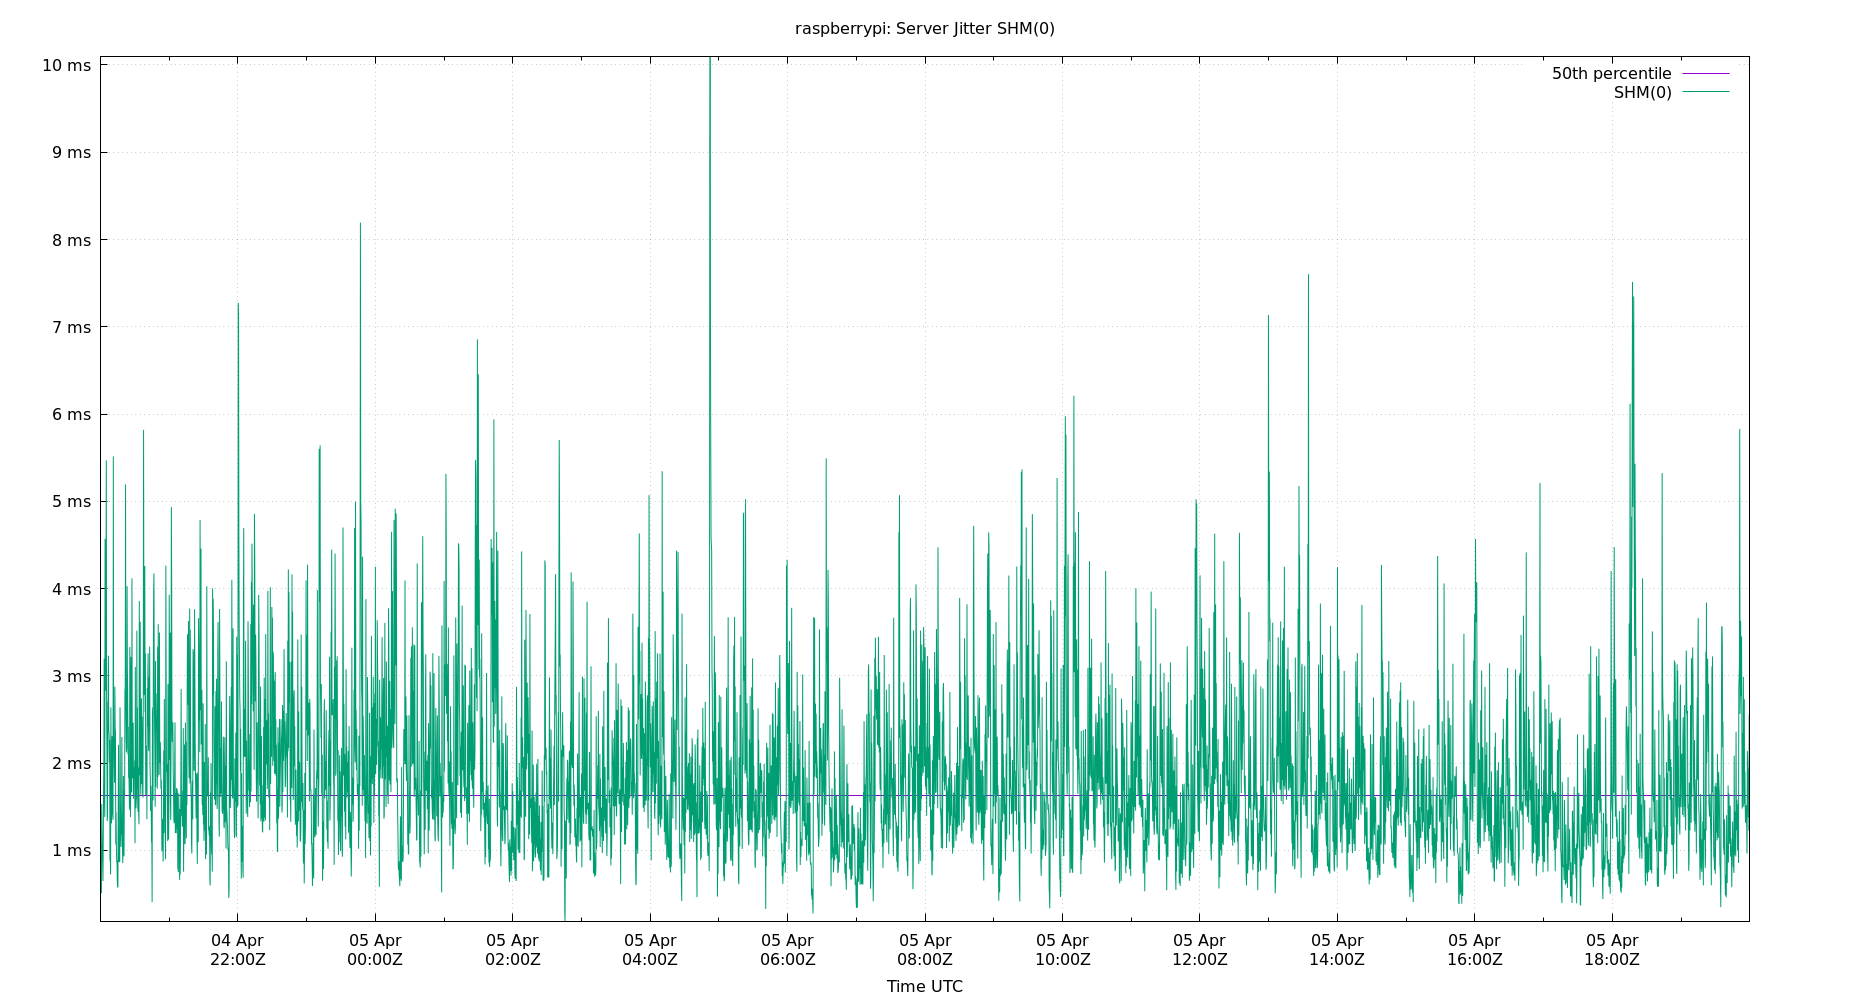 raspberrypi: Server Jitter SHM(0)
50th percentile
SHM(0)
10 ms
9 ms
8 ms
7 ms
6 ms
5 ms
4 ms
3 ms
2 ms
1 ms
04 Apr 05 Apr 05 Apr 05 Apr 05 Apr 05 Apr 05 Apr 05 Apr 05 Apr 05 Apr 05 Apr
22:00Z 00:00Z 02:00Z 04:00Z 06:00Z 08:00Z 10:00Z 12:00Z 14:00Z 16:00Z 18:00Z
Time UTC